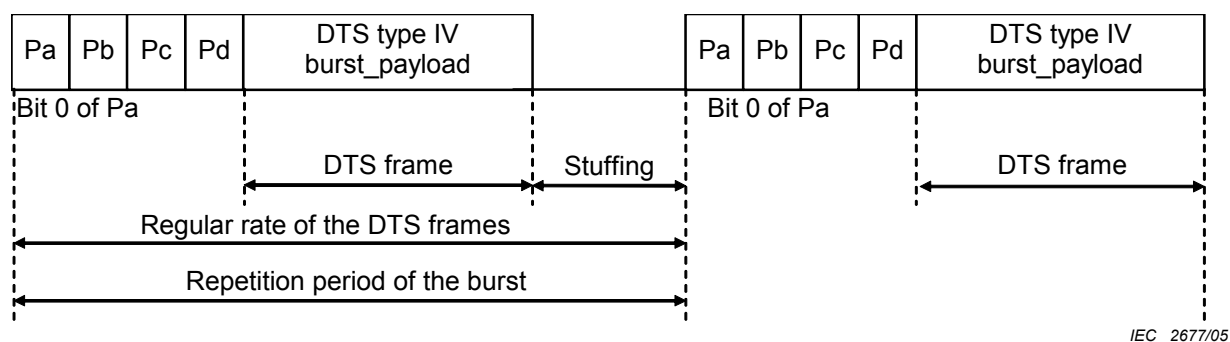 Pa Pb Pc Pd DTS type IV burst_payload Pa Pb Pc Pd DTS type IV burst_payload
Bit 0 of Pa Bit 0 of Pa
DTS frame Stuffing DTS frame
Regular rate of the DTS frames
Repetition period of the burst
IEC 2677/05